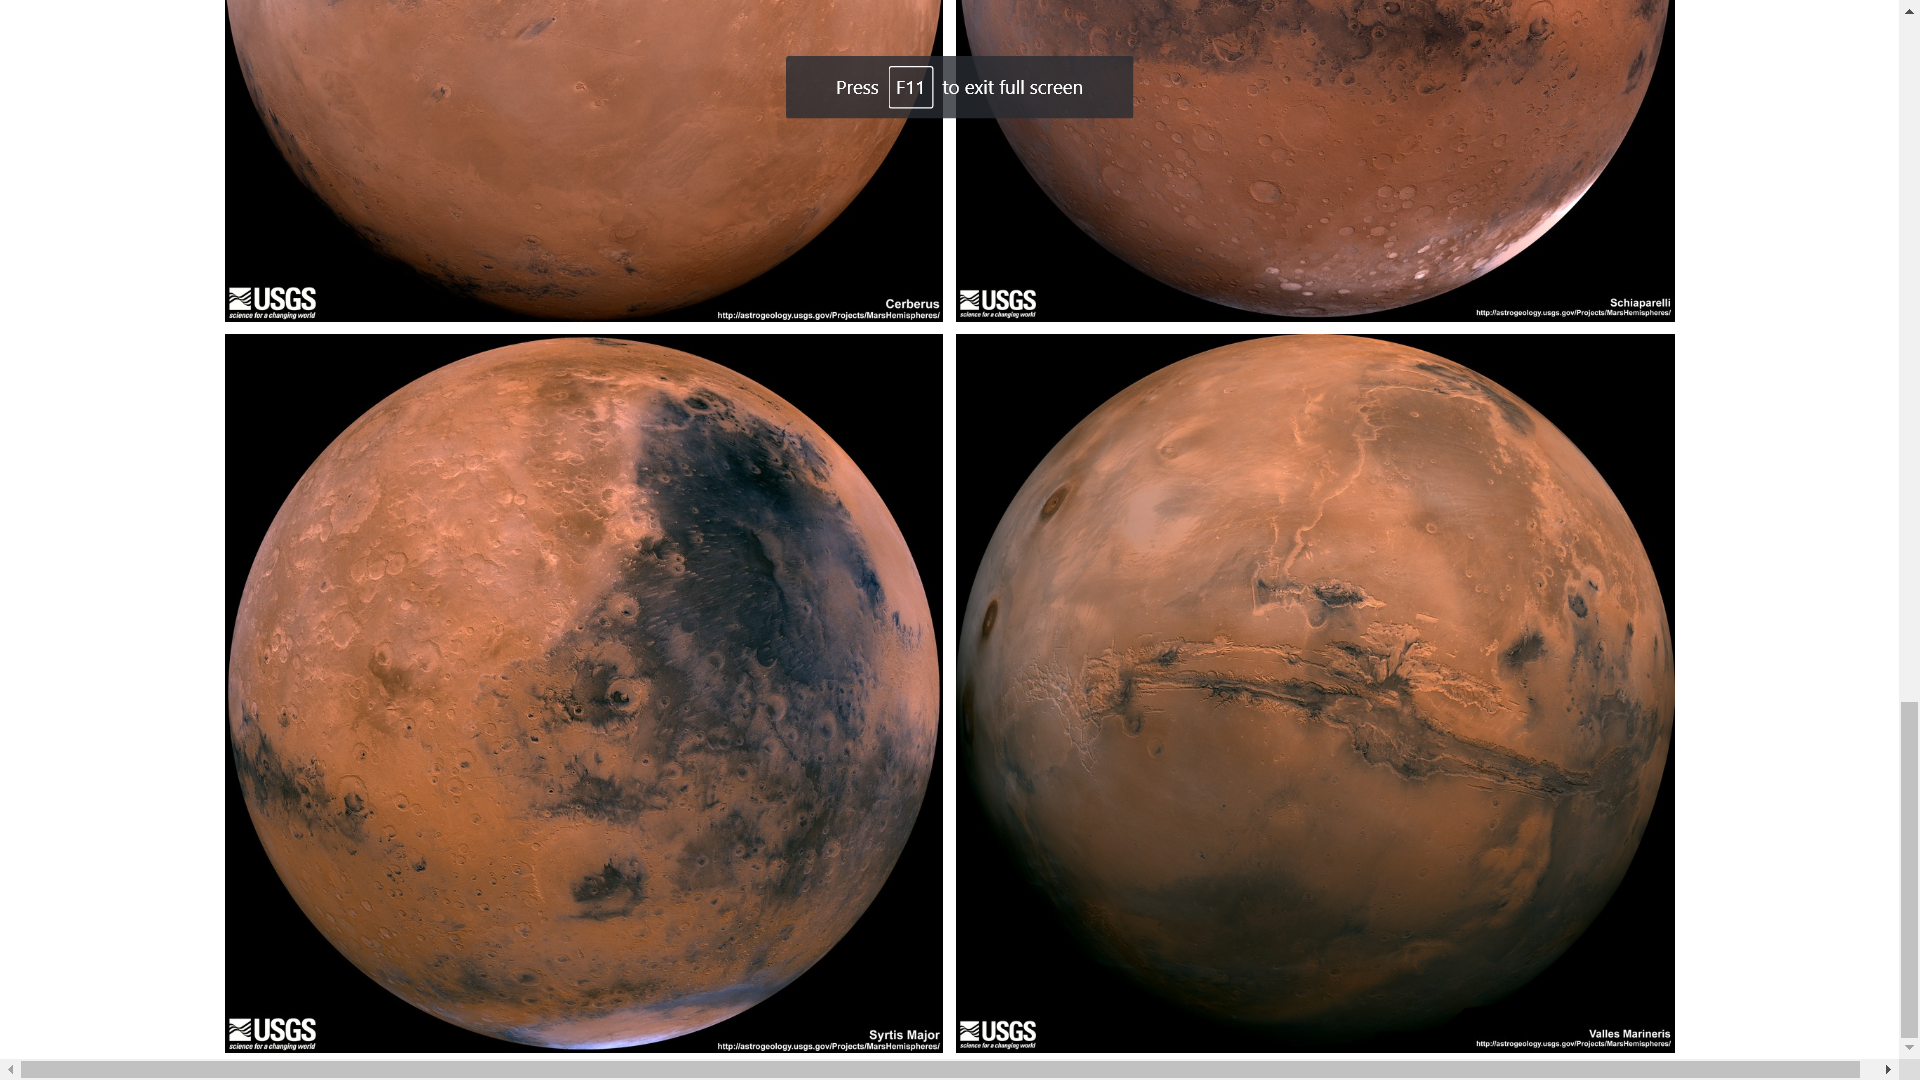 Press F11 to exit full screen
USGS
science for a changing world
Cerberus
http://astrogeology.usgs.gov/Projects/MarsHemispheres/
USGS
science for a changing world
Schiaparelli
http://astrogeology.usgs.gov/Projects/MarsHemispheres/
USGS
science for a changing world
Syrtis Major
http://astrogeology.usgs.gov/Projects/MarsHemispheres/
USGS
science for a changing world
Valles Marineris
http://astrogeology.usgs.gov/Projects/MarsHemispheres/